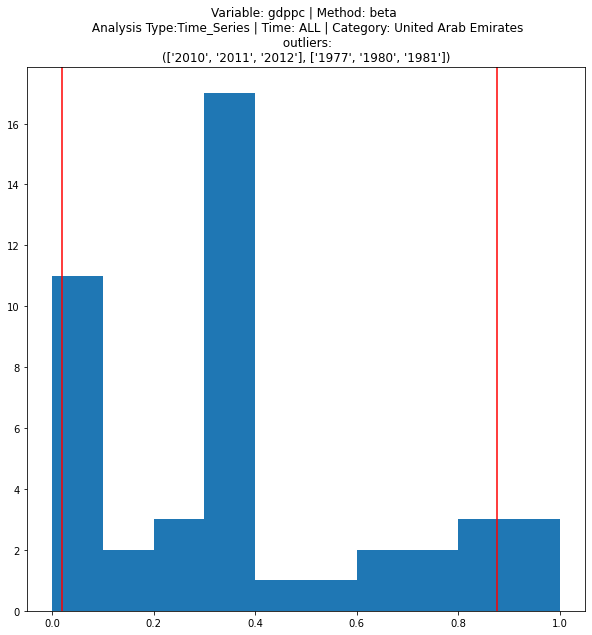 Variable: gdppc | Method: beta
Analysis Type:Time_Series | Time: ALL | Category: United Arab Emirates
outliers:
(['2010', '2011', '2012'], ['1977', '1980', '1981'])
16
14
12
10
8
6
4
2
0
0.0 0.2 0.4 0.6 0.8 1.0